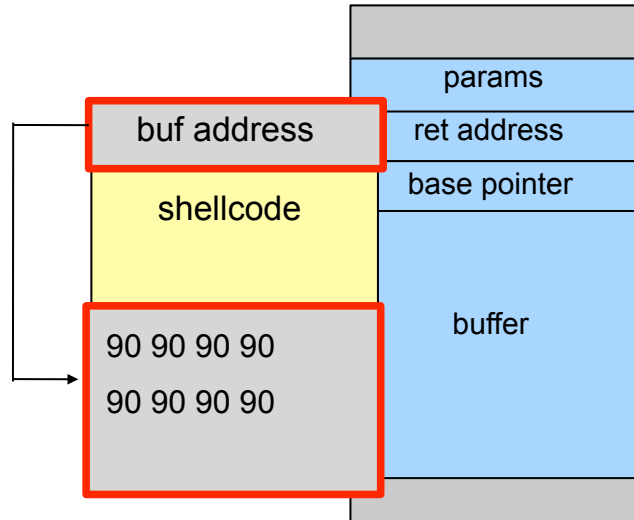 params
buf address
ret address
base pointer
shellcode
buffer
90 90 90 90
90 90 90 90